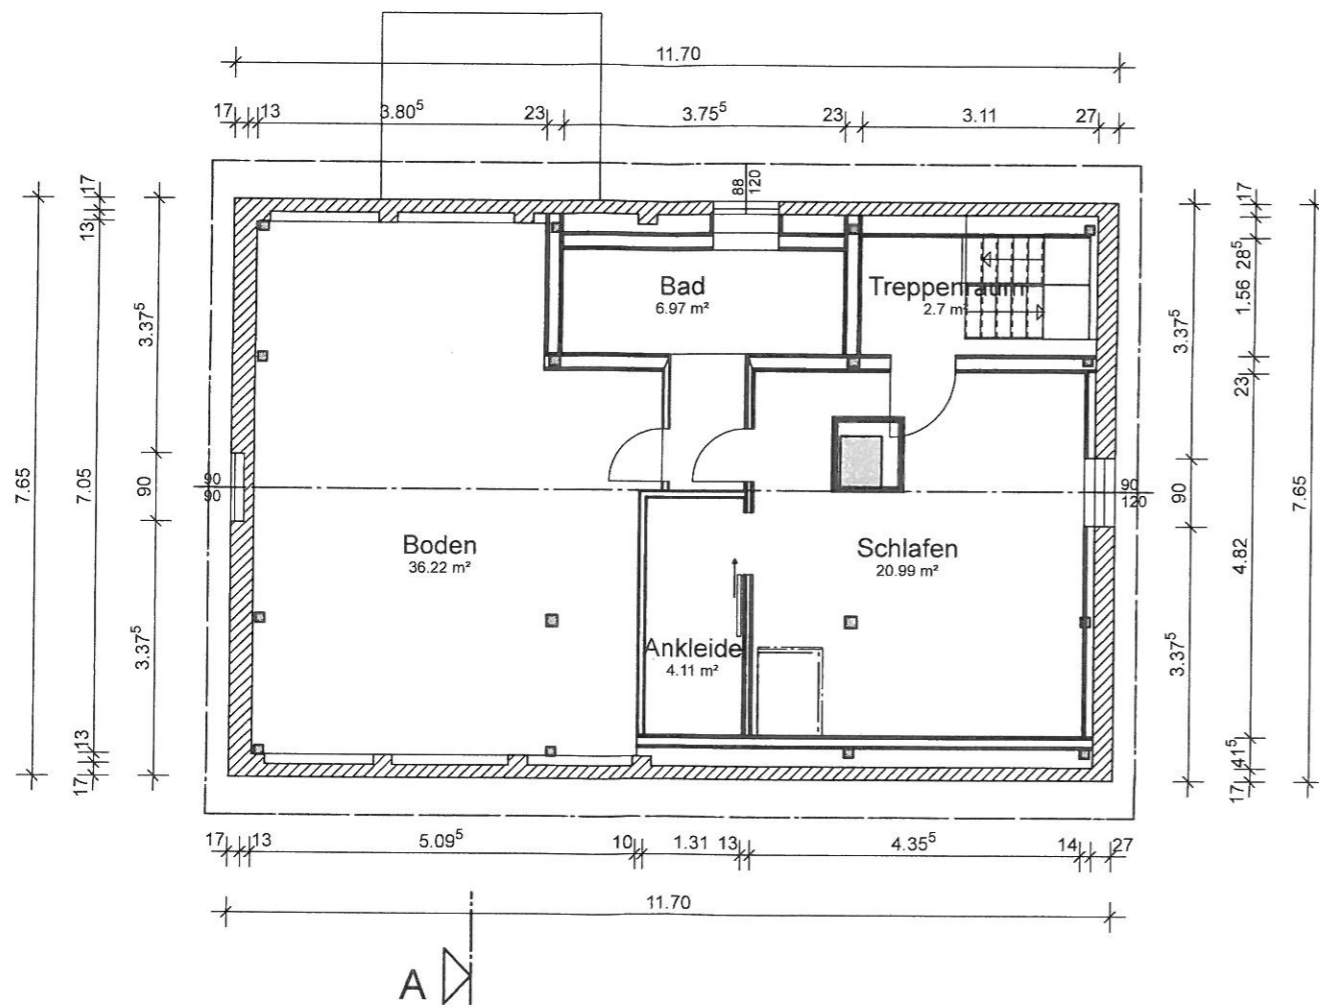 11.70
17 13 3.80⁵ 23 3.75⁵ 23 3.11 27
88
120
Bad
6.97 m²
Treppenraum
2.7 m²
17
13
7.65
7.05
3.37⁵
90
3.37⁵
13
17
90
90
Boden
36.22 m²
Schlafen
20.99 m²
Ankleide
4.11 m²
90
120
3.37⁵
90
3.37⁵
17
28⁵
1.56
23
4.82
41⁵
17
7.65
17 13 5.09⁵ 10 1.31 13 4.35⁵ 14 27
11.70
A